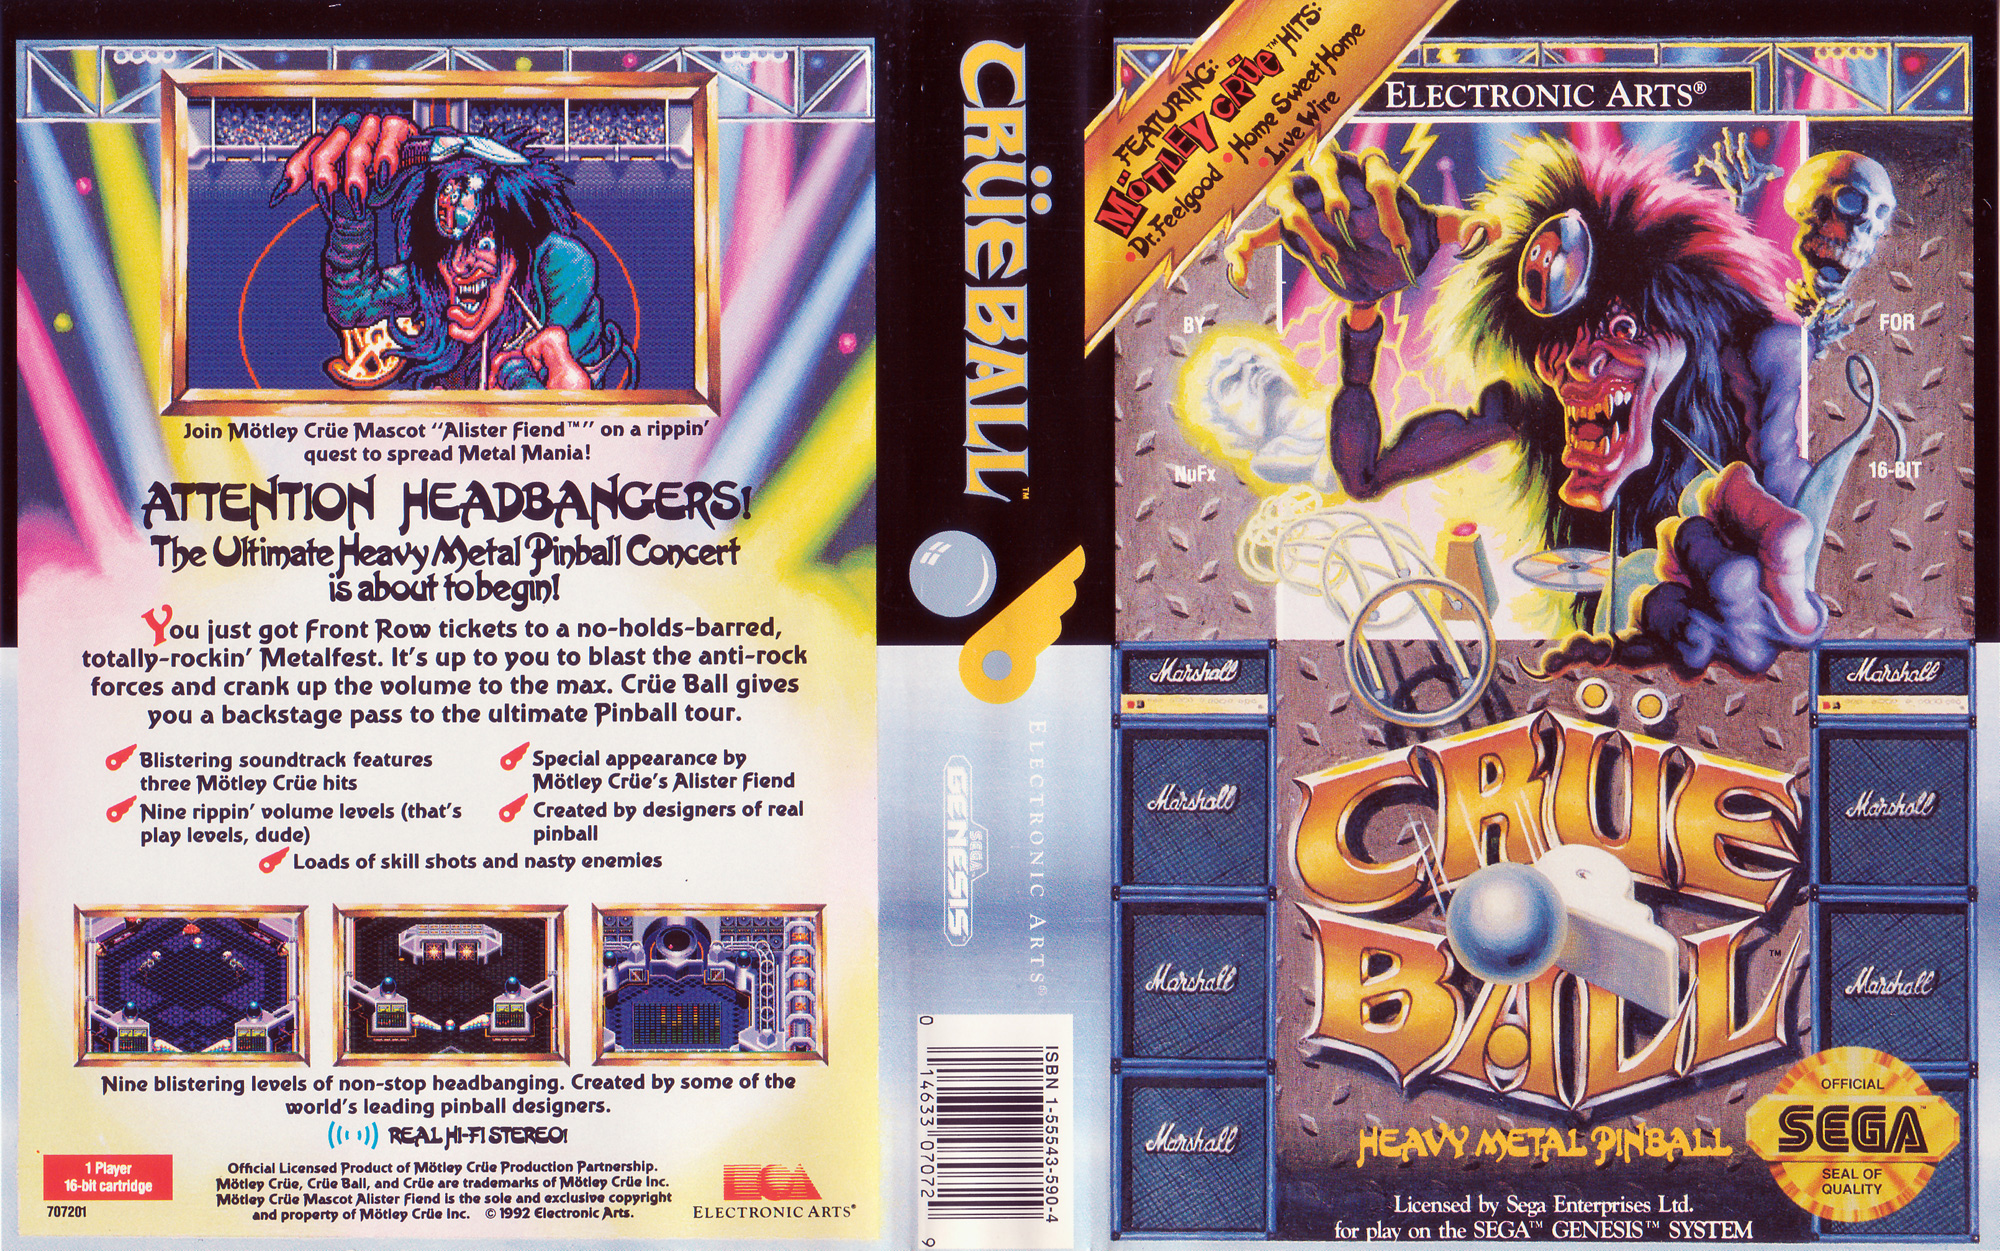 Join Mötley Crüe Mascot “Alister Fiend™” on a rippin’
quest to spread Metal Mania!
ATTENTION HEADBANGERS!
The Ultimate Heavy Metal Pinball Concert
is about to begin!
You just got Front Row tickets to a no-holds-barred,
totally-rockin’ Metalfest. It’s up to you to blast the anti-rock
forces and crank up the volume to the max. Crüe Ball gives
you a backstage pass to the ultimate Pinball tour.
Blistering soundtrack features
three Mötley Crüe hits
Nine rippin’ volume levels (that’s
play levels, dude)
Special appearance by
Mötley Crüe’s Alister Fiend
Created by designers of real
pinball
Loads of skill shots and nasty enemies
Nine blistering levels of non-stop headbanging. Created by some of the
world’s leading pinball designers.
REAL HI-FI STEREO!
1 Player
16-bit cartridge
707201
Official Licensed Product of Mötley Crüe Production Partnership.
Mötley Crüe, Crüe Ball, and Crüe are trademarks of Mötley Crüe Inc.
Mötley Crüe Mascot Alister Fiend is the sole and exclusive copyright
and property of Mötley Crüe Inc. © 1992 Electronic Arts.
EOA
ELECTRONIC ARTS®
CRÜE BALL™
ELECTRONIC ARTS®
SEGA
GENESIS
ISBN 1-55543-590-4
0 14633 07072 9
FEATURING:
MÖTLEY CRÜE™ HITS:
• Dr. Feelgood • Home Sweet Home
• Live Wire
ELECTRONIC ARTS®
BY
NuFx
FOR
16-BIT
Marshall
Marshall
Marshall
Marshall
Marshall
Marshall
Marshall
CRÜE
BALL™
HEAVY METAL PINBALL
Marshall
OFFICIAL
SEGA™
SEAL OF
QUALITY
Licensed by Sega Enterprises Ltd.
for play on the SEGA™ GENESIS™ SYSTEM